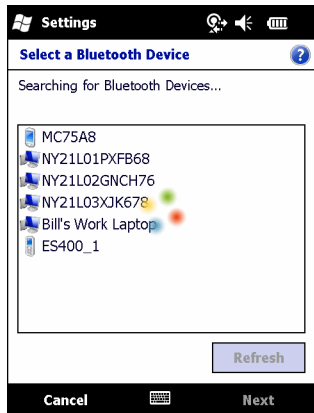 Settings
Select a Bluetooth Device
Searching for Bluetooth Devices...
MC75A8
NY21L01PXFB68
NY21L02GNCH76
NY21L03XJK678
Bill's Work Laptop
ES400_1
Refresh
Cancel
Next